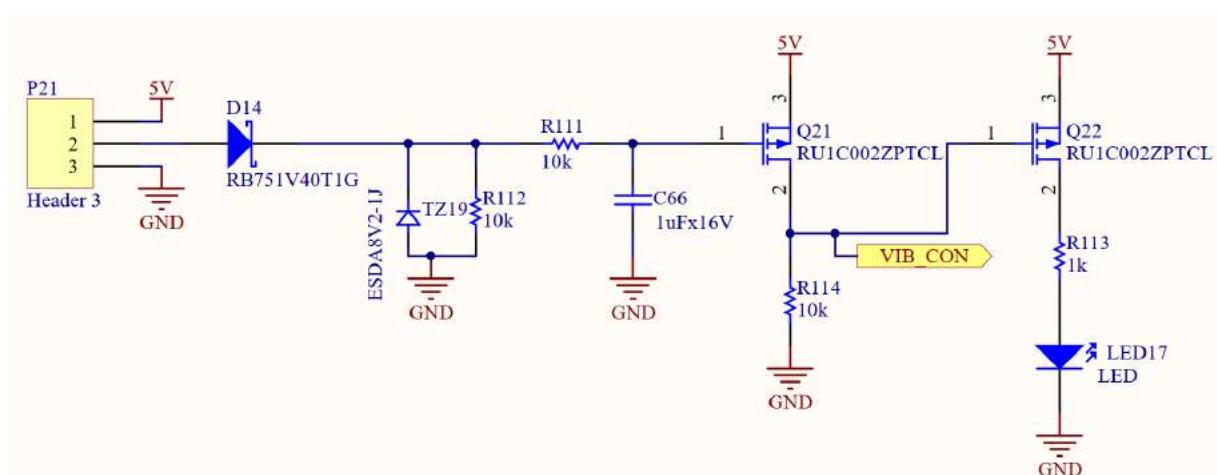 P21
1
2
3
Header 3
5V
GND
D14
RB751V40T1G
ESDA8V2-1J
TZ19
R112
10k
GND
R111
10k
C66
1uFx16V
GND
5V
3
1
Q21
RU1C002ZPTCL
2
VIB_CON
R114
10k
GND
5V
3
1
Q22
RU1C002ZPTCL
2
R113
1k
LED17
LED
GND